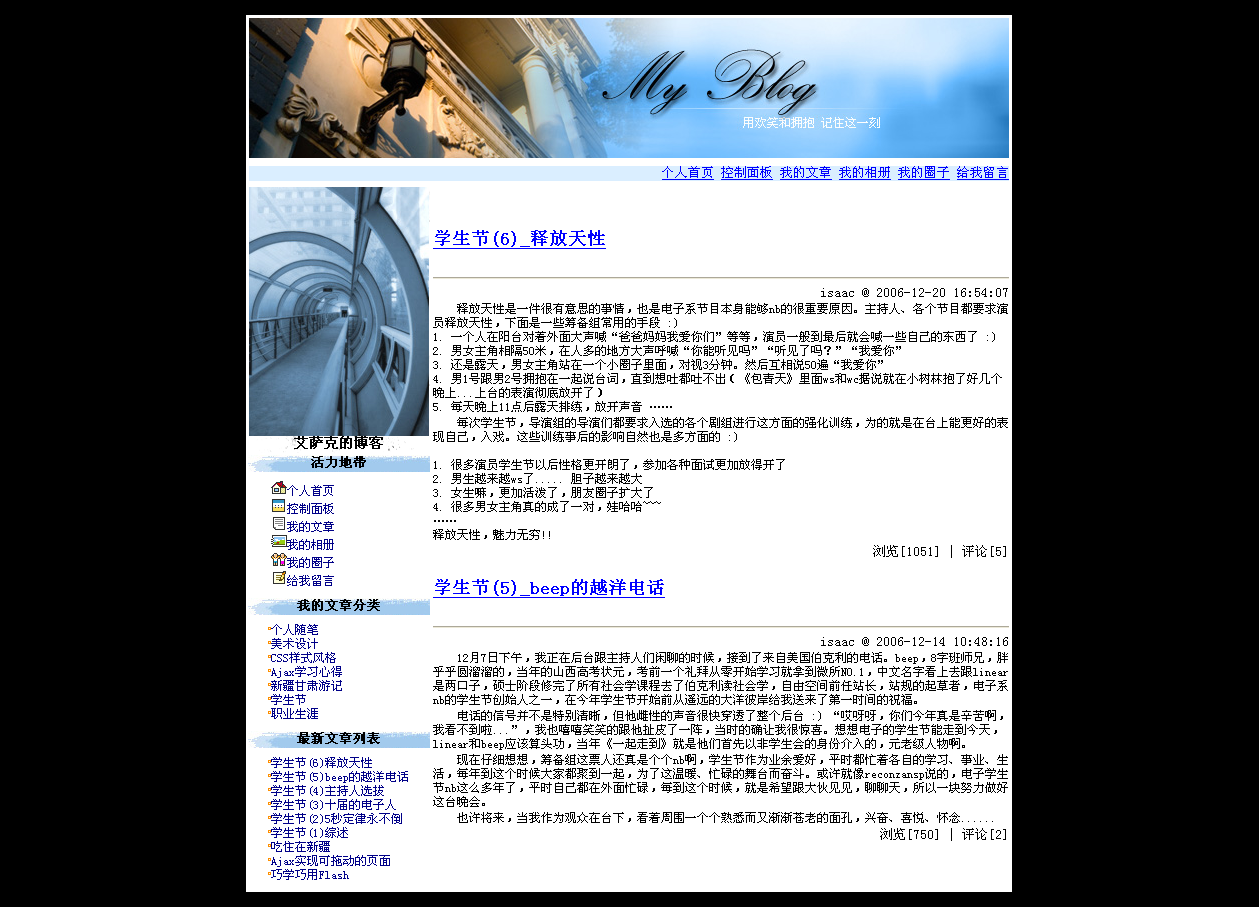 My Blog
用欢笑和拥抱 记住这一刻
个人首页 控制面板 我的文章 我的相册 我的圈子 给我留言
艾萨克的博客
活力地带
个人首页
控制面板
我的文章
我的相册
我的圈子
给我留言
我的文章分类
个人随笔
美术设计
CSS样式风格
Ajax学习心得
新疆甘肃游记
学生节
职业生涯
最新文章列表
学生节(6)释放天性
学生节(5)beep的越洋电话
学生节(4)主持人选拔
学生节(3)十届的电子人
学生节(2)5秒定律永不倒
学生节(1)综述
吃住在新疆
Ajax实现可拖动的页面
巧学巧用Flash
学生节(6)_释放天性
isaac @ 2006-12-20 16:54:07
释放天性是一件很有意思的事情，也是电子系节目本身能够nb的很重要原因。主持人、各个节目都要求演
员释放天性，下面是一些筹备组常用的手段 :)
1. 一个人在阳台对着外面大声喊“爸爸妈妈我爱你们”等等，演员一般到最后就会喊一些自己的东西了 :)
2. 男女主角相隔50米，在人多的地方大声呼喊“你能听见吗”“听见了吗？”“我爱你”
3. 还是露天，男女主角站在一个小圈子里面，对视3分钟。然后互相说50遍“我爱你”
4. 男1号跟男2号拥抱在一起说台词，直到想吐都吐不出（《包青天》里面ws和wc据说就在小树林抱了好几个
晚上...上台的表演彻底放开了）
5. 每天晚上11点后露天排练，放开声音 ……
每次学生节，导演组的导演们都要求入选的各个剧组进行这方面的强化训练，为的就是在台上能更好的表
现自己，入戏。这些训练事后的影响自然也是多方面的 :)
1. 很多演员学生节以后性格更开朗了，参加各种面试更加放得开了
2. 男生越来越ws了..... 胆子越来越大
3. 女生嘛，更加活泼了，朋友圈子扩大了
4. 很多男女主角真的成了一对，娃哈哈~~~
……
释放天性，魅力无穷!!
浏览[1051] | 评论[5]
学生节(5)_beep的越洋电话
isaac @ 2006-12-14 10:48:16
12月7日下午，我正在后台跟主持人们闲聊的时候，接到了来自美国伯克利的电话。beep，8字班师兄，胖
乎乎圆溜溜的，当年的山西高考状元，考前一个礼拜从零开始学习就拿到微所NO.1，中文名字看上去跟linear
是两口子，硕士阶段修完了所有社会学课程去了伯克利读社会学，自由空间前任站长，站规的起草者，电子系
nb的学生节创始人之一，在今年学生节开始前从遥远的大洋彼岸给我送来了第一时间的祝福。
电话的信号并不是特别清晰，但他雌性的声音很快穿透了整个后台 :) “哎呀呀，你们今年真是辛苦啊，
我看不到啦...”，我也嘻嘻笑笑的跟他扯皮了一阵，当时的确让我很惊喜。想想电子的学生节能走到今天，
linear和beep应该算头功，当年《一起走到》就是他们首先以非学生会的身份介入的，元老级人物啊。
现在仔细想想，筹备组这票人还真是个个nb啊，学生节作为业余爱好，平时都忙着各自的学习、事业、生
活，每年到这个时候大家都聚到一起，为了这温暖、忙碌的舞台而奋斗。或许就像reconzansp说的，电子学生
节nb这么多年了，平时自己都在外面忙碌，每到这个时候，就是希望跟大伙见见，聊聊天，所以一块努力做好
这台晚会。
也许将来，当我作为观众在台下，看着周围一个个熟悉而又渐渐苍老的面孔，兴奋、喜悦、怀念......
浏览[750] | 评论[2]